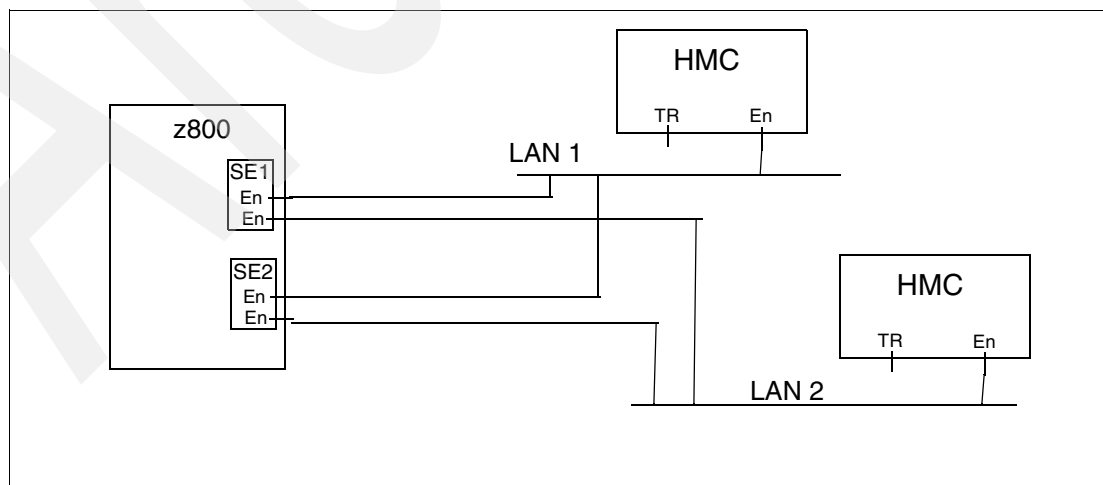 HMC
TR En
LAN 1
z800
SE1
En
En
SE2
En
En
HMC
TR En
LAN 2